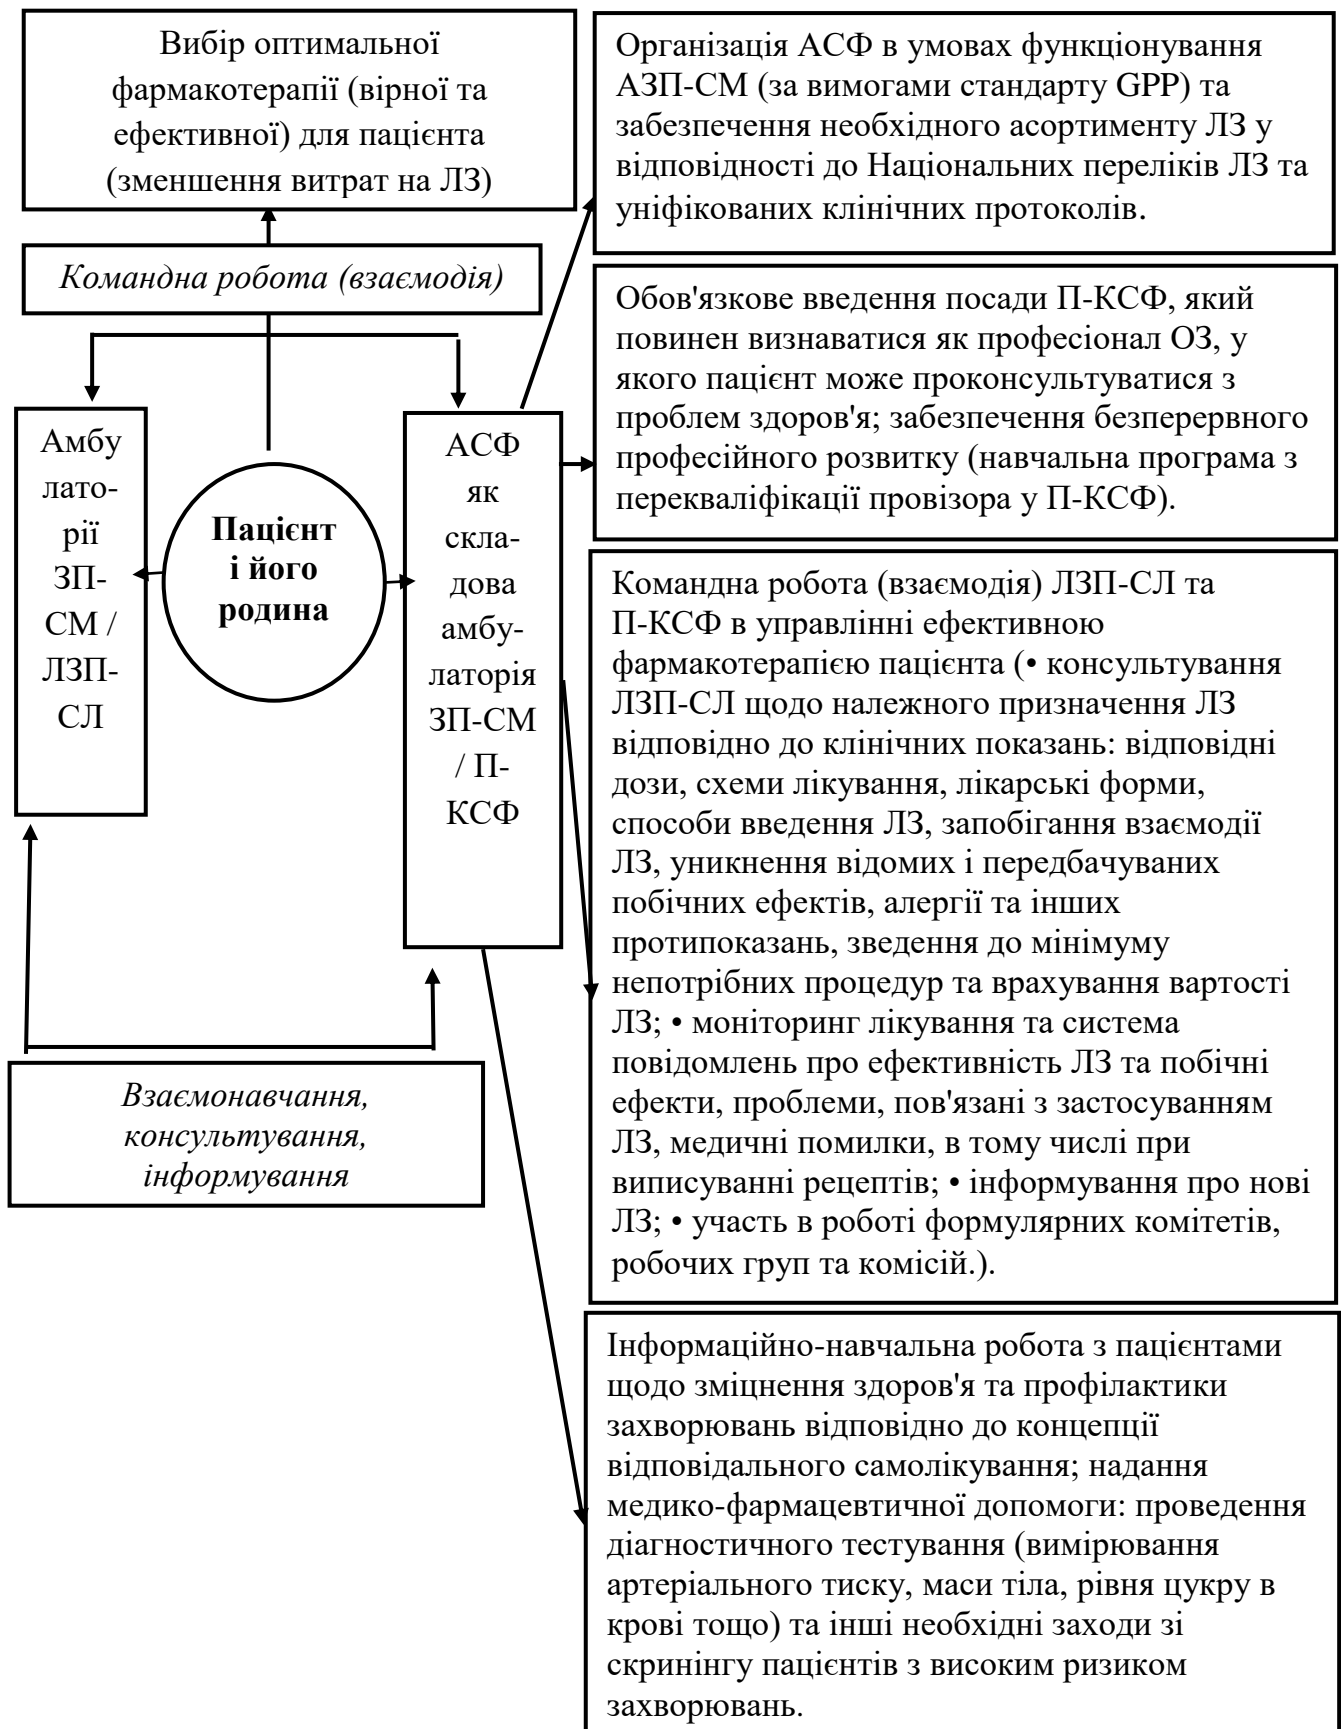 Вибір оптимальної
фармакотерапії (вірної та
ефективної) для пацієнта
(зменшення витрат на ЛЗ)
Командна робота (взаємодія)
Амбу
лато-
рії
ЗП-
СМ /
ЛЗП-
СЛ
Пацієнт
і його
родина
АСФ
як
скла-
дова
амбу-
латорія
ЗП-СМ
/ П-
КСФ
Взаємонавчання,
консультування,
інформування
Організація АСФ в умовах функціонування
АЗП-СМ (за вимогами стандарту GPP) та
забезпечення необхідного асортименту ЛЗ у
відповідності до Національних переліків ЛЗ та
уніфікованих клінічних протоколів.
Обов'язкове введення посади П-КСФ, який
повинен визнаватися як професіонал ОЗ, у
якого пацієнт може проконсультуватися з
проблем здоров'я; забезпечення безперервного
професійного розвитку (навчальна програма з
перекваліфікації провізора у П-КСФ).
Командна робота (взаємодія) ЛЗП-СЛ та
П-КСФ в управлінні ефективною
фармакотерапією пацієнта (• консультування
ЛЗП-СЛ щодо належного призначення ЛЗ
відповідно до клінічних показань: відповідні
дози, схеми лікування, лікарські форми,
способи введення ЛЗ, запобігання взаємодії
ЛЗ, уникнення відомих і передбачуваних
побічних ефектів, алергії та інших
протипоказань, зведення до мінімуму
непотрібних процедур та врахування вартості
ЛЗ; • моніторинг лікування та система
повідомлень про ефективність ЛЗ та побічні
ефекти, проблеми, пов'язані з застосуванням
ЛЗ, медичні помилки, в тому числі при
виписуванні рецептів; • інформування про нові
ЛЗ; • участь в роботі формулярних комітетів,
робочих груп та комісій.).
Інформаційно-навчальна робота з пацієнтами
щодо зміцнення здоров'я та профілактики
захворювань відповідно до концепції
відповідального самолікування; надання
медико-фармацевтичної допомоги: проведення
діагностичного тестування (вимірювання
артеріального тиску, маси тіла, рівня цукру в
крові тощо) та інші необхідні заходи зі
скринінгу пацієнтів з високим ризиком
захворювань.